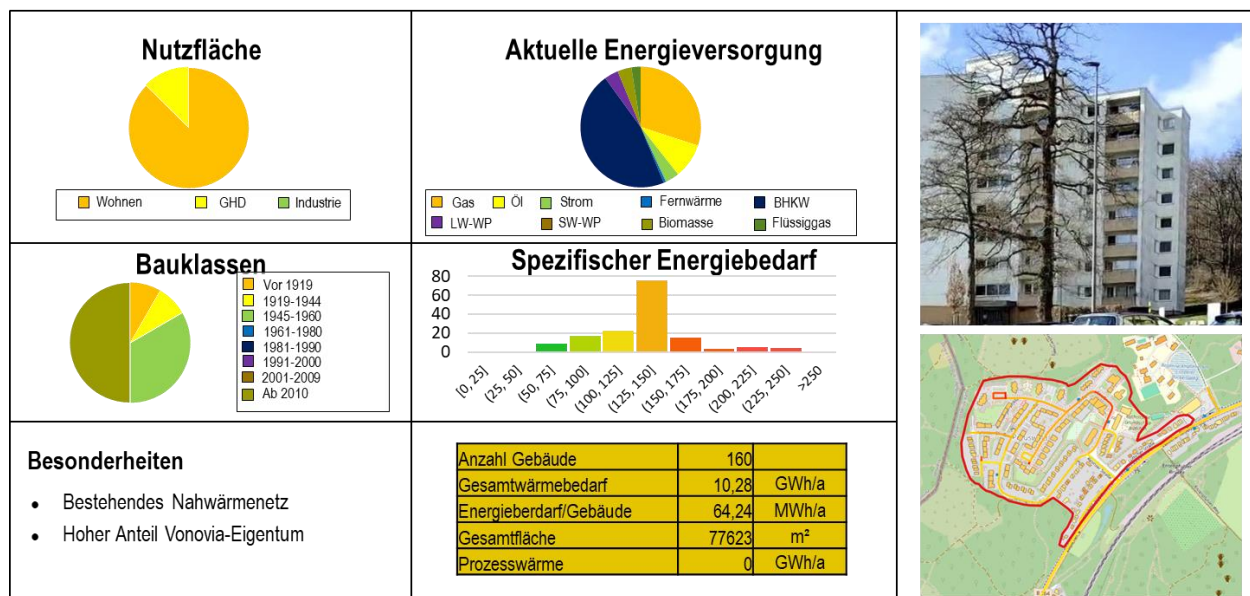 Nutzfläche
Wohnen GHD Industrie
Aktuelle Energieversorgung
Gas Öl Strom Fernwärme BHKW
LW-WP SW-WP Biomasse Flüssiggas
Bauklassen
Vor 1919
1919-1944
1945-1960
1961-1980
1981-1990
1991-2000
2001-2009
Ab 2010
Spezifischer Energiebedarf
80
60
40
20
0
[0, 25]
(25, 50]
(50, 75]
(75, 100]
(100, 125]
(125, 150]
(150, 175]
(175, 200]
(200, 225]
(225, 250]
>250
Besonderheiten
• Bestehendes Nahwärmenetz
• Hoher Anteil Vonovia-Eigentum
Anzahl Gebäude 160
Gesamtwärmebedarf 10,28 GWh/a
Energieberdarf/Gebäude 64,24 MWh/a
Gesamtfläche 77623 m²
Prozesswärme 0 GWh/a